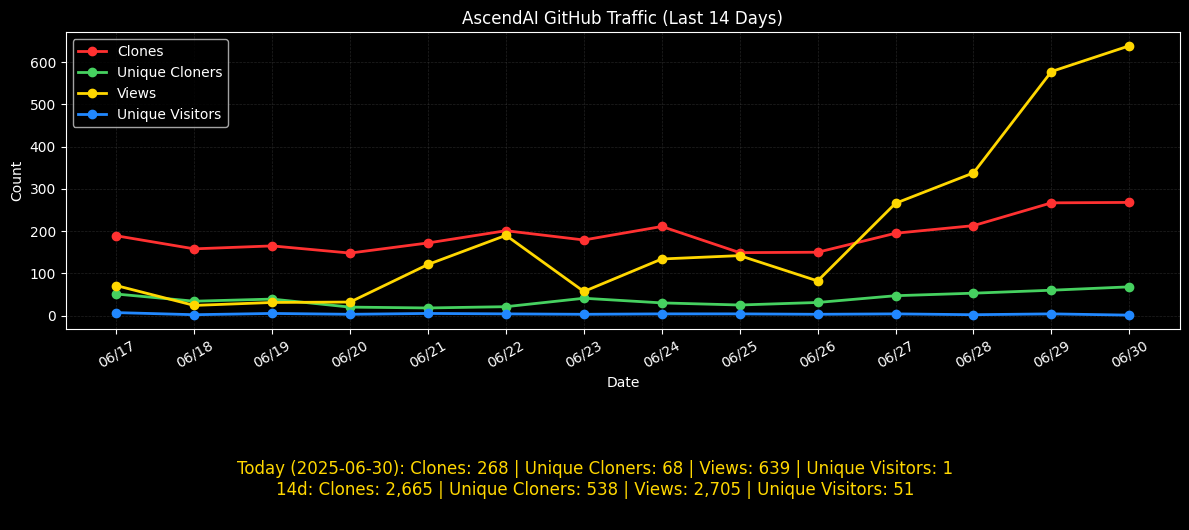 AscendAI GitHub Traffic (Last 14 Days)
Clones
Unique Cloners
Views
Unique Visitors
Count
600
500
400
300
200
100
0
06/17 06/18 06/19 06/20 06/21 06/22 06/23 06/24 06/25 06/26 06/27 06/28 06/29 06/30
Date
Today (2025-06-30): Clones: 268 | Unique Cloners: 68 | Views: 639 | Unique Visitors: 1
14d: Clones: 2,665 | Unique Cloners: 538 | Views: 2,705 | Unique Visitors: 51